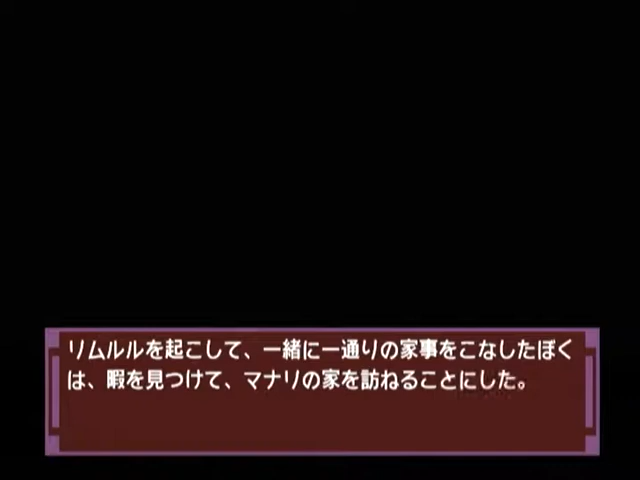 リムルルを起こして、一緒に一通りの家事をこなしたぼく
は、暇を見つけて、マナリの家を訪ねることにした。